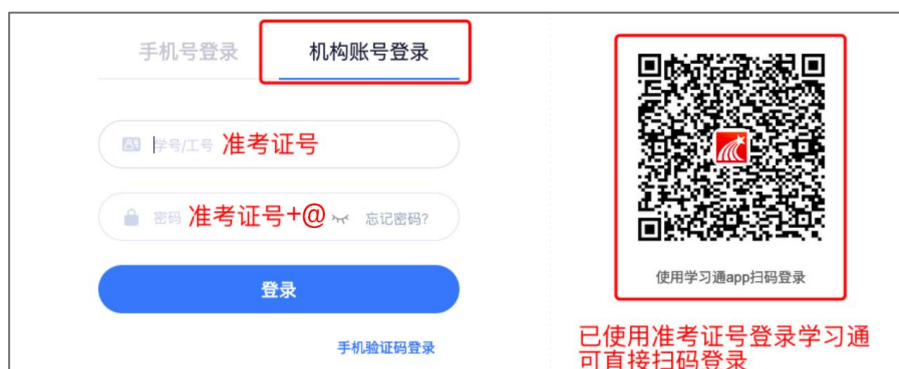 手机号登录
机构账号登录
学号/工号 准考证号
密码 准考证号+@ 忘记密码?
登录
手机验证码登录
使用学习通app扫码登录
已使用准考证号登录学习通
可直接扫码登录